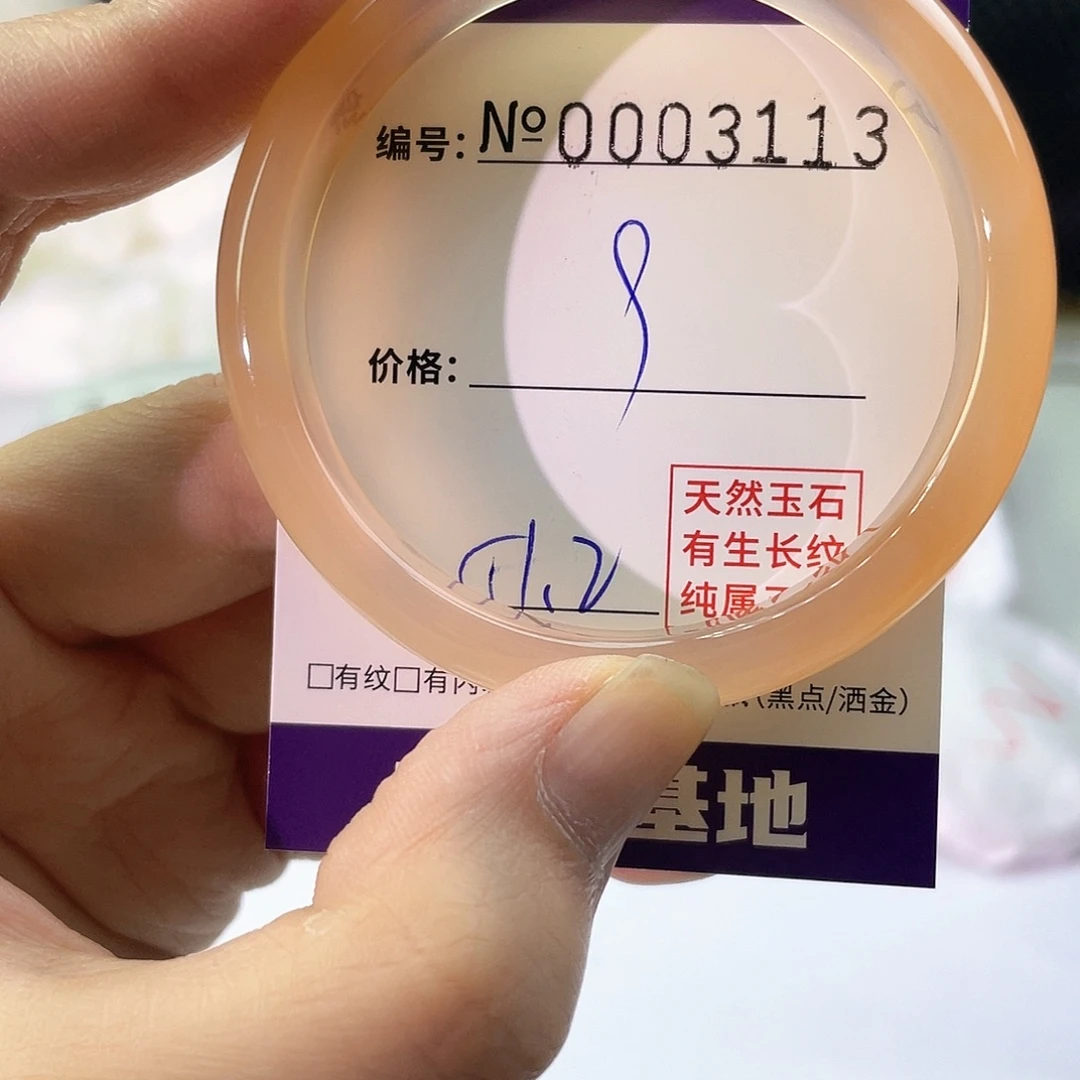 编号: №0003113
价格:
天然玉石
有生长纹
纯属
□有纹□有内
(黑点/洒金)
基地